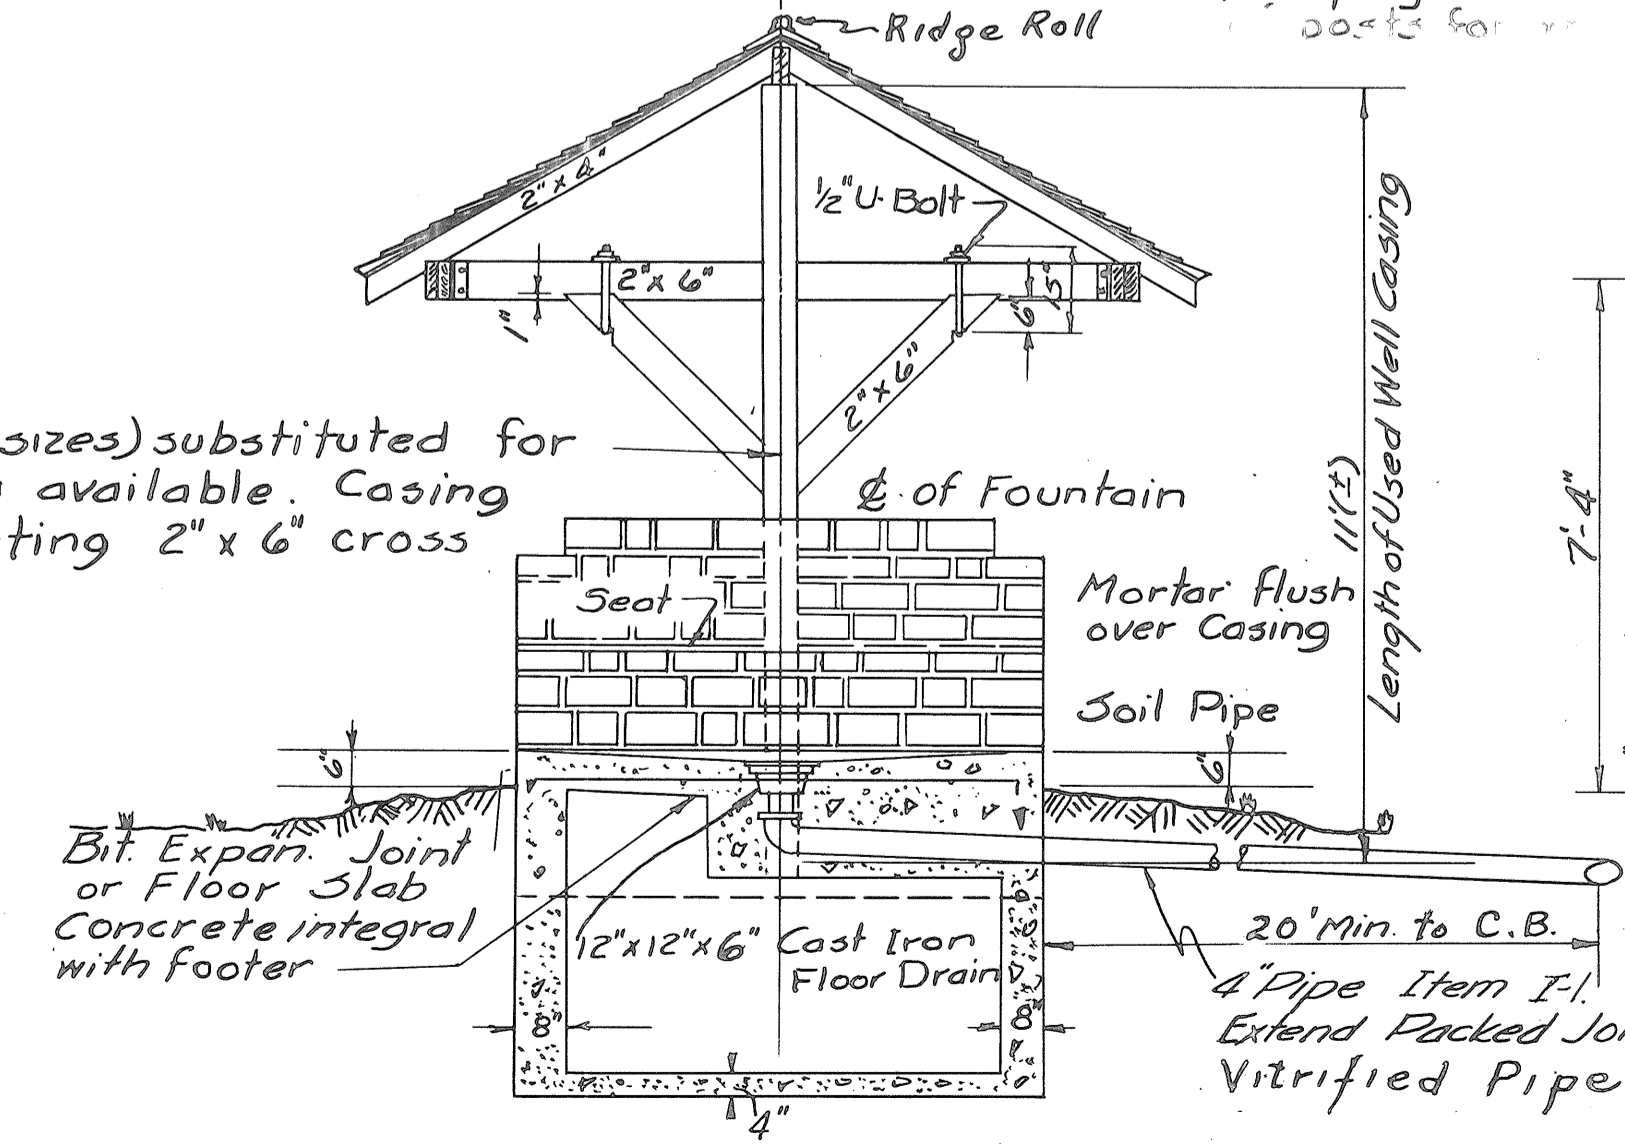 Ridge Roll
posts for
2" x 4"
½" U-Bolt
2" x 6"
1"
6"
15"
2" x 6"
Length of Used Well Casing
11'(±)
7'-4"
sizes) substituted for
available. Casing
ting 2" x 6" cross
℄ of Fountain
Seat
Mortar flush
over Casing
Soil Pipe
6"
6"
Bit. Expan. Joint
or Floor Slab
Concrete integral
with footer
12"x12"x6" Cast Iron
Floor Drain
20' Min. to C.B.
4" Pipe Item I-1.
Extend Packed Joi
Vitrified Pipe
8"
8"
4"